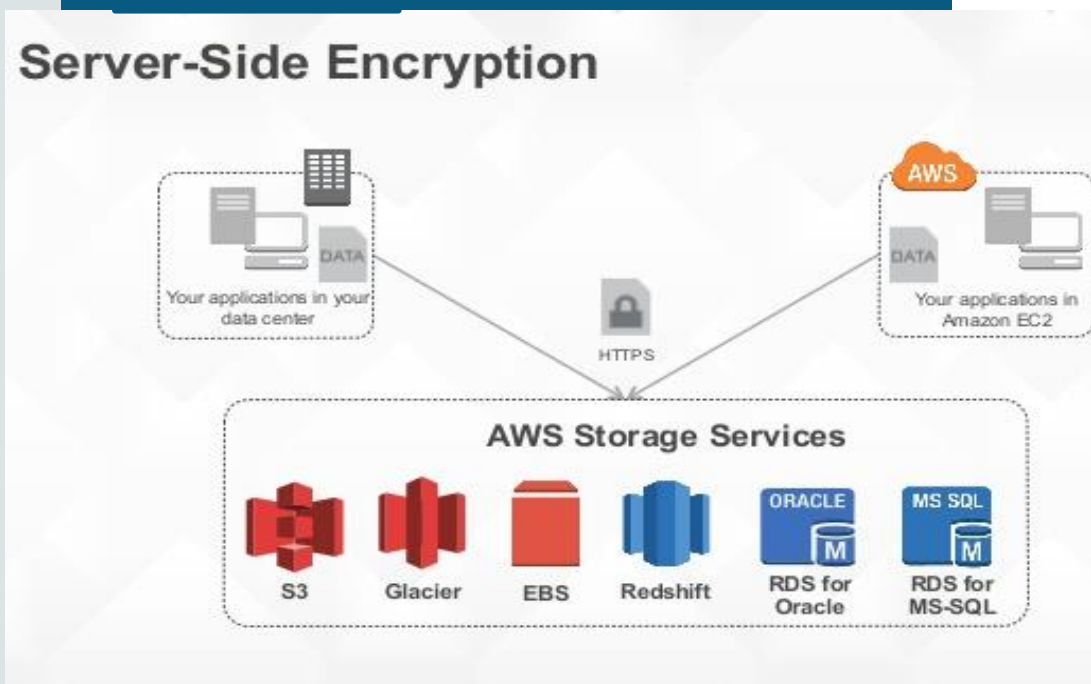 Server-Side Encryption
AWS
DATA
DATA
Your applications in your
data center
Your applications in
Amazon EC2
HTTPS
AWS Storage Services
ORACLE
M
MS SQL
M
S3
Glacier
EBS
Redshift
RDS for
Oracle
RDS for
MS-SQL